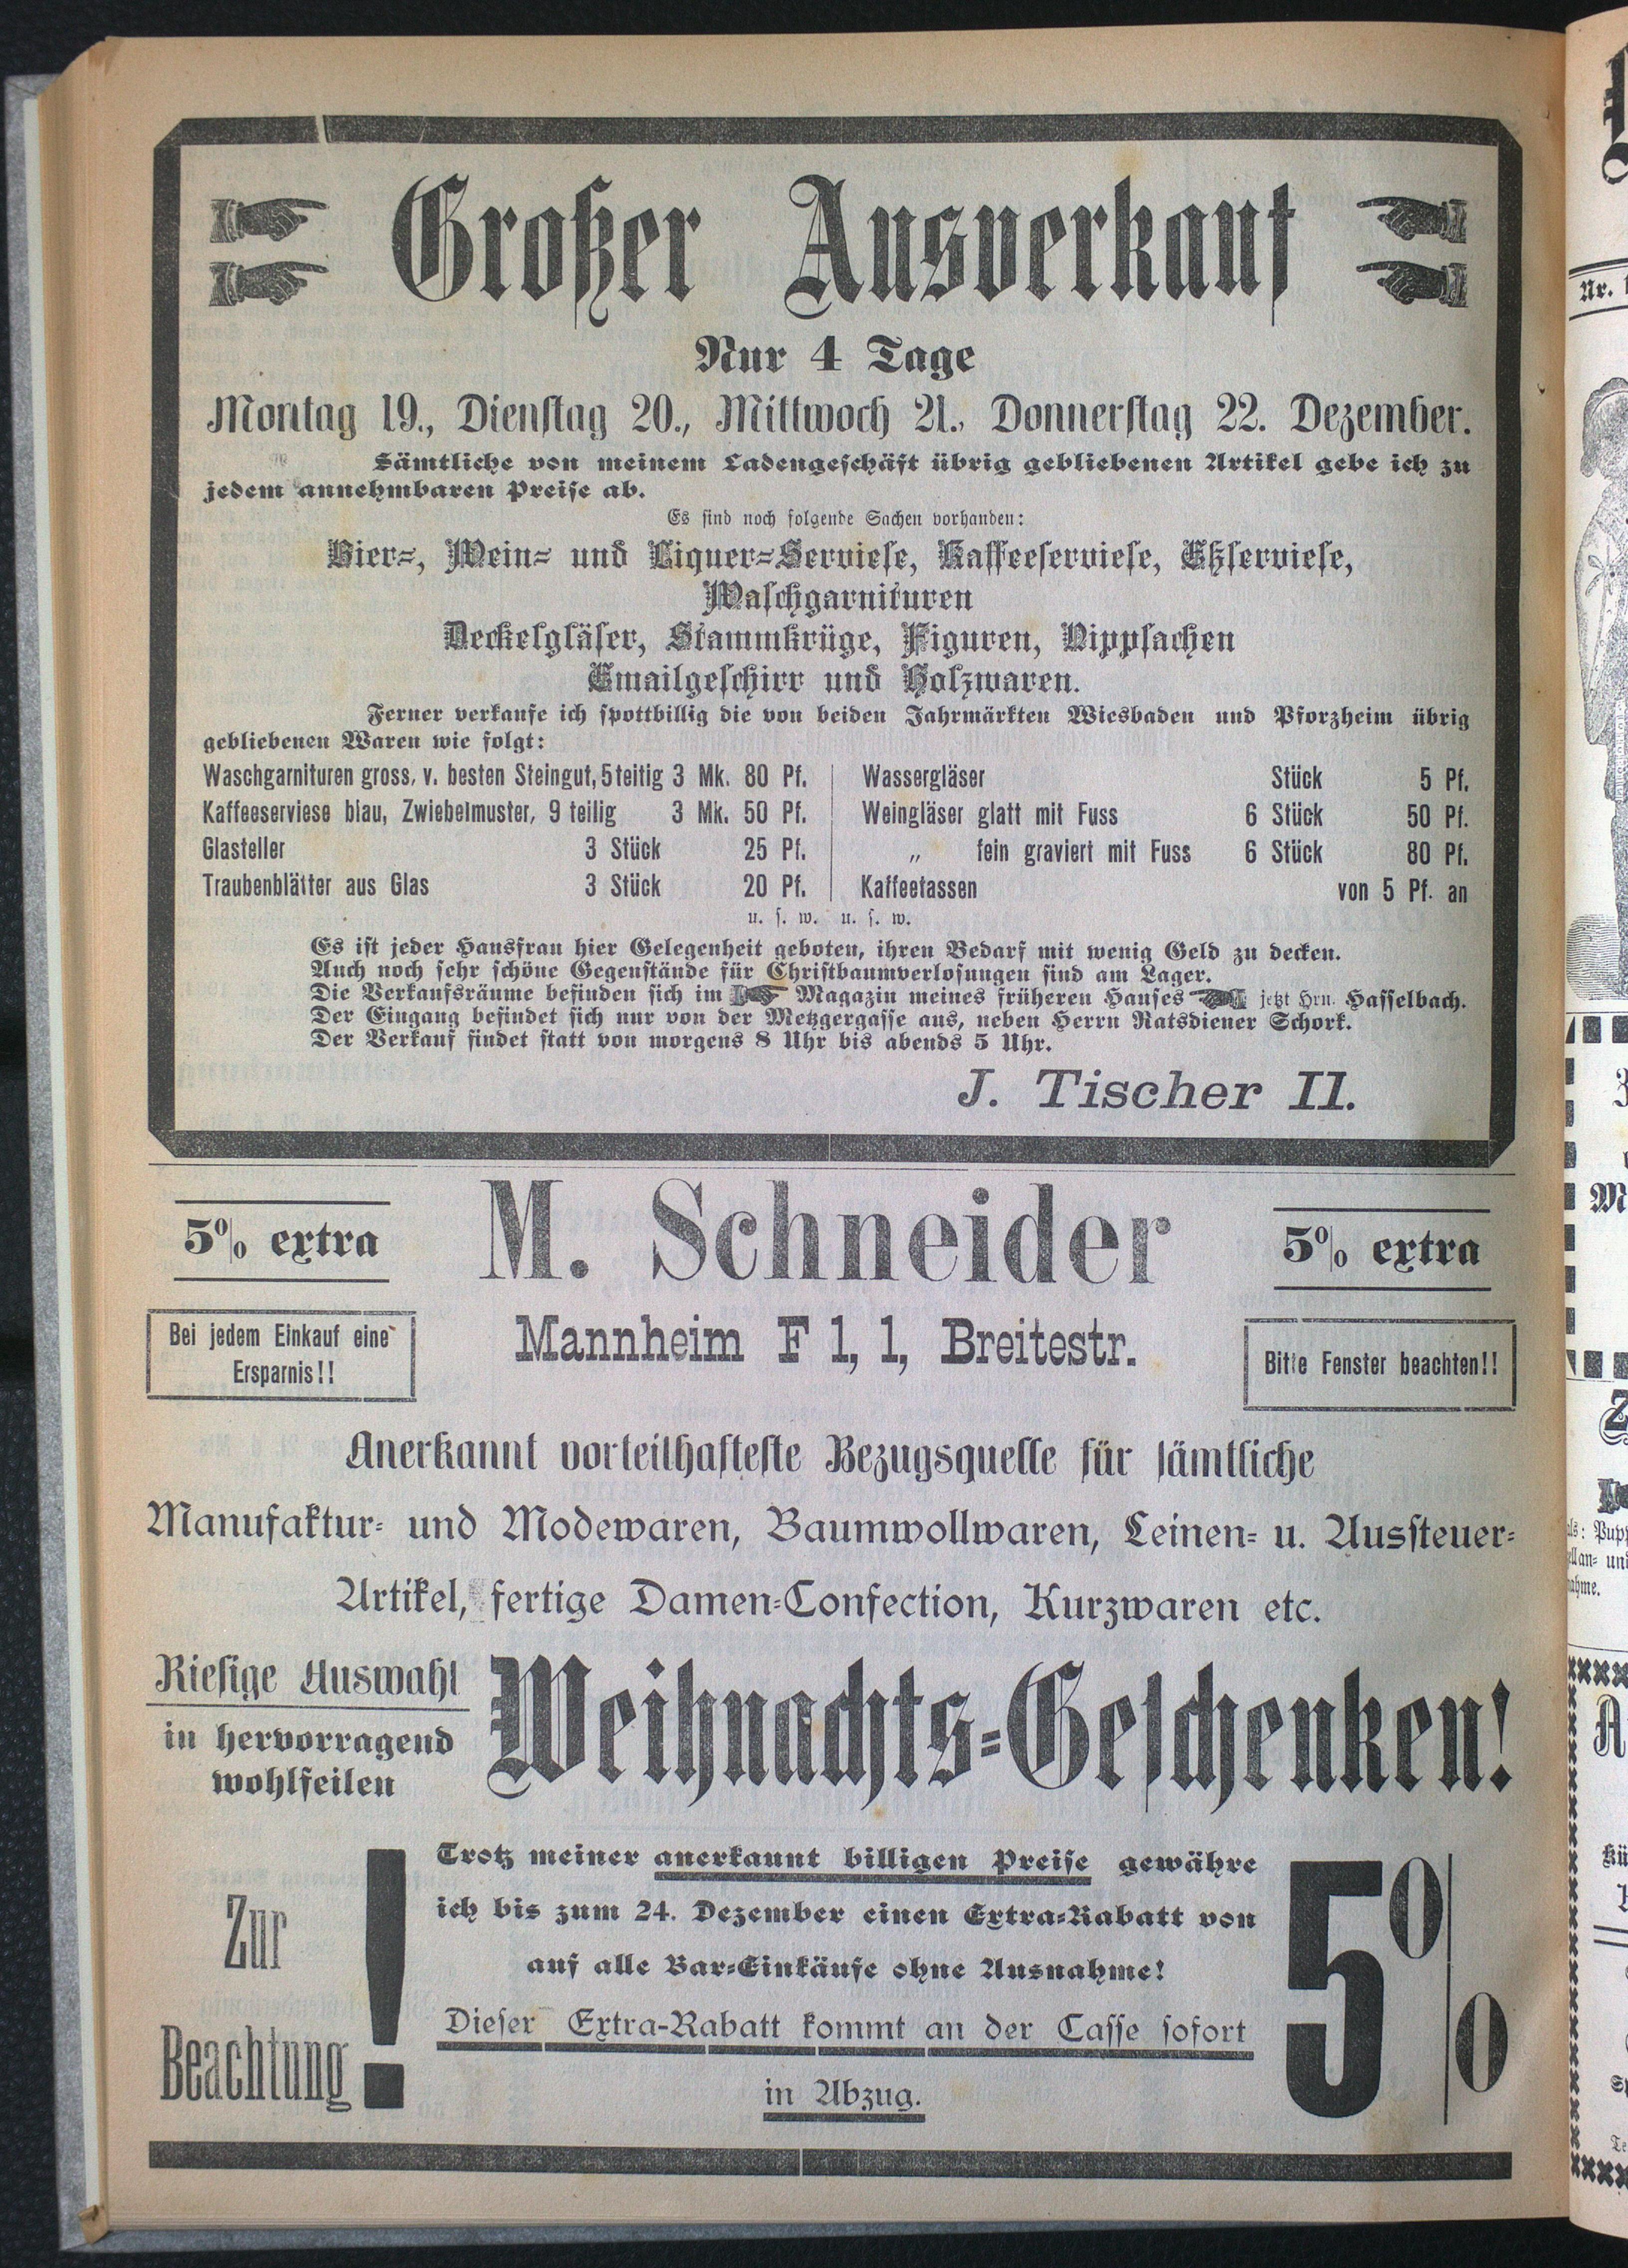 Großer Ausverkauf
Nur 4 Tage
Montag 19., Dienstag 20., Mittwoch 21., Donnerstag 22. Dezember.
Sämtliche von meinem Ladengeschäft übrig gebliebenen Artikel gebe ich zu
jedem annehmbaren Preise ab.
Es sind noch folgende Sachen vorhanden:
Bier-, Wein- und Liquer-Serviese, Kaffeeserviese, Eßserviese,
Waschgarnituren
Deckelgläser, Stammkrüge, Figuren, Nippsachen
Emailgeschirr und Holzwaren.
Ferner verkaufe ich spottbillig die von beiden Jahrmärkten Wiesbaden und Pforzheim übrig
gebliebenen Waren wie folgt:
Waschgarnituren gross, v. besten Steingut, 5teitig 3 Mk. 80 Pf.
Kaffeeserviese blau, Zwiebelmuster, 9 teilig 3 Mk. 50 Pf.
Glasteller 3 Stück 25 Pf.
Traubenblätter aus Glas 3 Stück 20 Pf.
Wassergläser Stück 5 Pf.
Weingläser glatt mit Fuss 6 Stück 50 Pf.
„ fein graviert mit Fuss 6 Stück 80 Pf.
Kaffeetassen von 5 Pf. an
u. s. w. u. s. w.
Es ist jeder Hausfrau hier Gelegenheit geboten, ihren Bedarf mit wenig Geld zu decken.
Auch noch sehr schöne Gegenstände für Christbaumverlosungen sind am Lager.
Die Verkaufsräume befinden sich im Magazin meines früheren Hauses jetzt Hrn. Hasselbach.
Der Eingang befindet sich nur von der Metzgergasse aus, neben Herrn Ratsdiener Schork.
Der Verkauf findet statt von morgens 8 Uhr bis abends 5 Uhr.
J. Tischer II.
5% extra
M. Schneider
5% extra
Bei jedem Einkauf eine
Ersparnis!!
Mannheim F 1, 1, Breitestr.
Bitte Fenster beachten!!
Anerkannt vorteilhafteste Bezugsquelle für sämtliche
Manufaktur- und Modewaren, Baumwollwaren, Leinen- u. Aussteuer-
Artikel, fertige Damen-Confection, Kurzwaren etc.
Riesige Auswahl
in hervorragend
wohlfeilen
Weihnachts-Geschenken!
Zur
Beachtung!
Trotz meiner anerkannt billigen Preise gewähre
ich bis zum 24. Dezember einen Extra-Rabatt von
auf alle Bar-Einkäufe ohne Ausnahme!
Dieser Extra-Rabatt kommt an der Casse sofort
in Abzug.
5%
Nr.